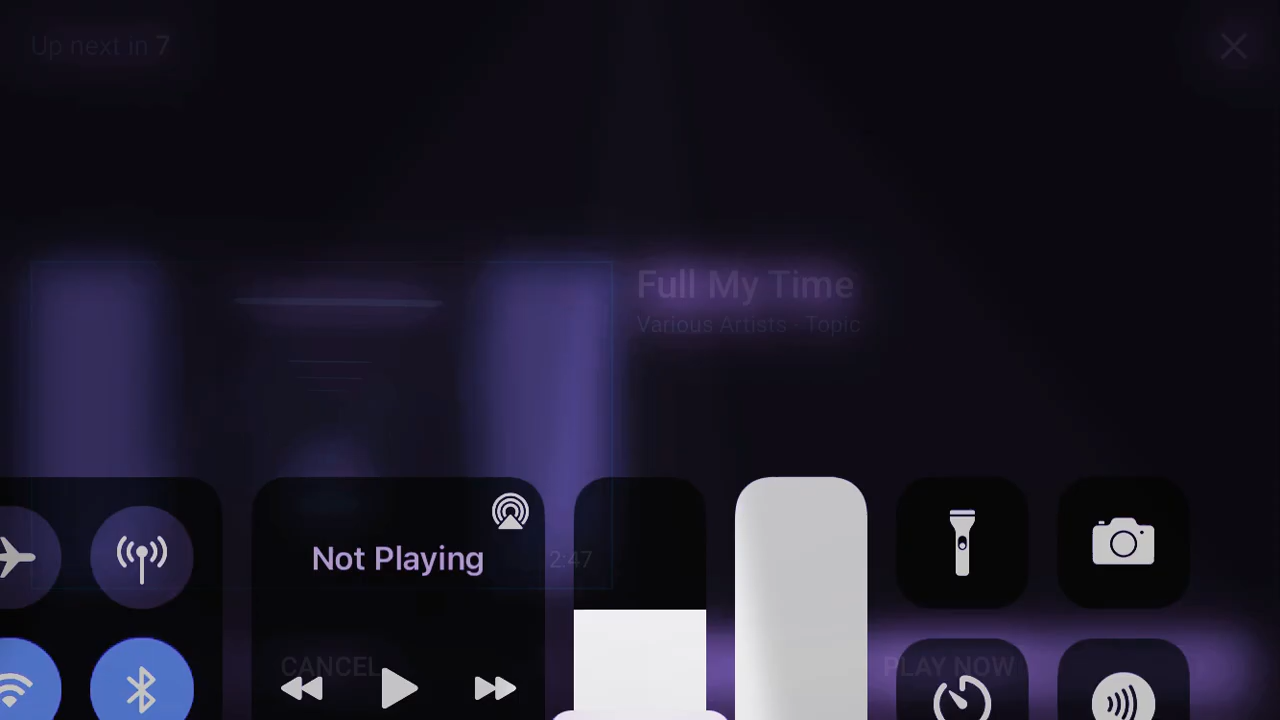 Up next in 7
Full My Time
Various Artists · Topic
Not Playing
2:47
CANCEL
PLAY NOW